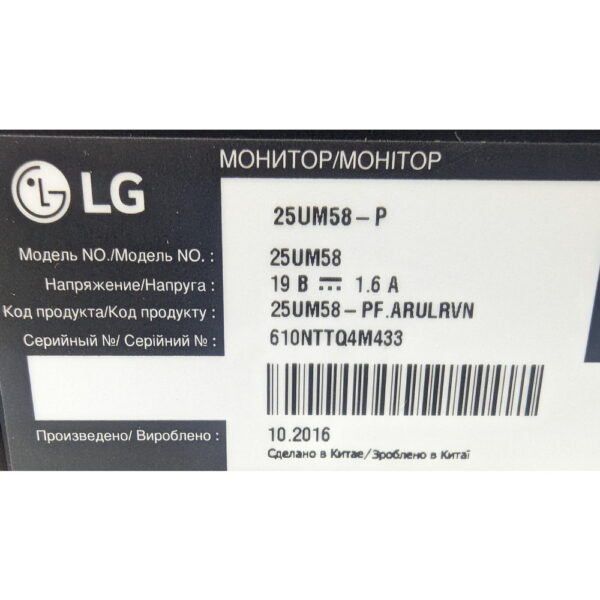 МОНИТОР/МОНІТОР
LG
25UM58-P
Модель NO./Модель NO. : 25UM58
Напряжение/Напруга : 19 В ⎓ 1.6 A
Код продукта/Код продукту : 25UM58-PF.ARULRVN
Серийный №/ Серійний № : 610NTTQ4M433
Произведено/ Вироблено : 10.2016
Сделано в Китае/Зроблено в Китаї